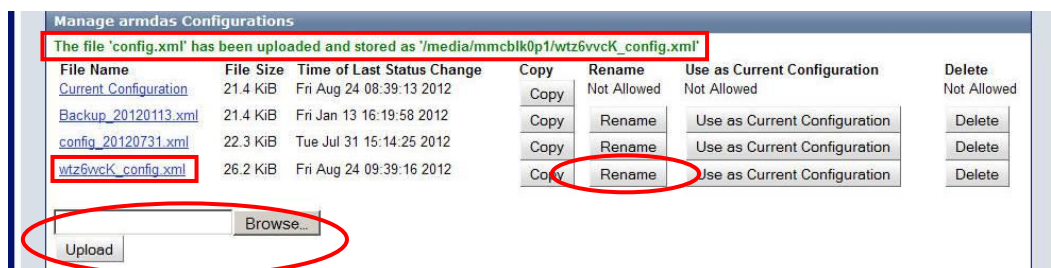 Manage armdas Configurations
The file 'config.xml' has been uploaded and stored as '/media/mmcblk0p1/wtz6vvcK_config.xml'
File Name File Size Time of Last Status Change Copy Rename Use as Current Configuration Delete
Current Configuration 21.4 KiB Fri Aug 24 08:39:13 2012 Copy Not Allowed Not Allowed Not Allowed
Backup_20120113.xml 21.4 KiB Fri Jan 13 16:19:58 2012 Copy Rename Use as Current Configuration Delete
config_20120731.xml 22.3 KiB Tue Jul 31 15:14:25 2012 Copy Rename Use as Current Configuration Delete
wtz6vvcK_config.xml 26.2 KiB Fri Aug 24 09:39:16 2012 Copy Rename Use as Current Configuration Delete
Browse...
Upload